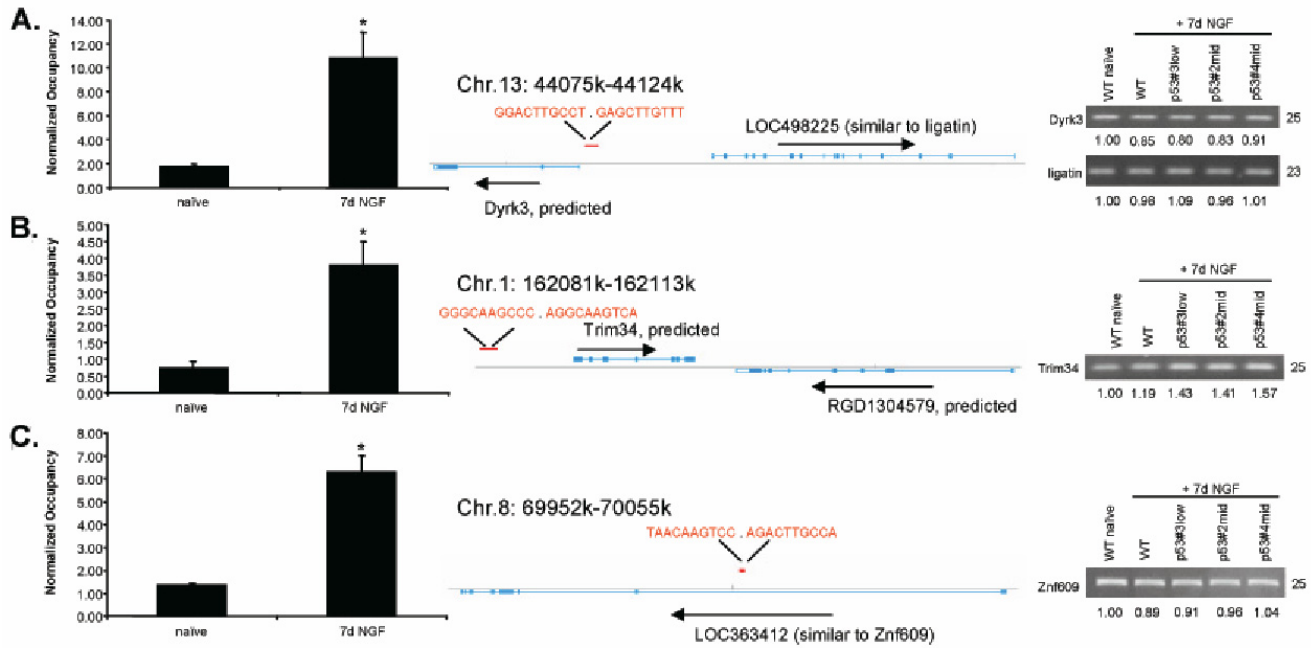 A.
Normalized Occupancy
14.00
12.00
10.00
8.00
6.00
4.00
2.00
0.00
*
naïve
7d NGF
Chr.13: 44075k-44124k
GGACTTGCCT . GAGCTTGTTT
LOC498225 (similar to ligatin)
Dyrk3, predicted
+ 7d NGF
WT naïve
WT
p53#3low
p53#2mid
p53#4mid
Dyrk3
25
1.00 0.85 0.80 0.83 0.91
ligatin
23
1.00 0.98 1.09 0.96 1.01
B.
Normalized Occupancy
5.00
4.50
4.00
3.50
3.00
2.50
2.00
1.50
1.00
0.50
0.00
*
naïve
7d NGF
Chr.1: 162081k-162113k
GGGCAAGCCC . AGGCAAGTCA
Trim34, predicted
RGD1304579, predicted
+ 7d NGF
WT naïve
WT
p53#3low
p53#2mid
p53#4mid
Trim34
25
1.00 1.19 1.43 1.41 1.57
C.
Normalized Occupancy
8.00
7.00
6.00
5.00
4.00
3.00
2.00
1.00
0.00
*
naïve
7d NGF
Chr.8: 69952k-70055k
TAACAAGTCC . AGACTTGCCA
LOC363412 (similar to Znf609)
+ 7d NGF
WT naïve
WT
p53#3low
p53#2mid
p53#4mid
Znf609
25
1.00 0.89 0.91 0.96 1.04